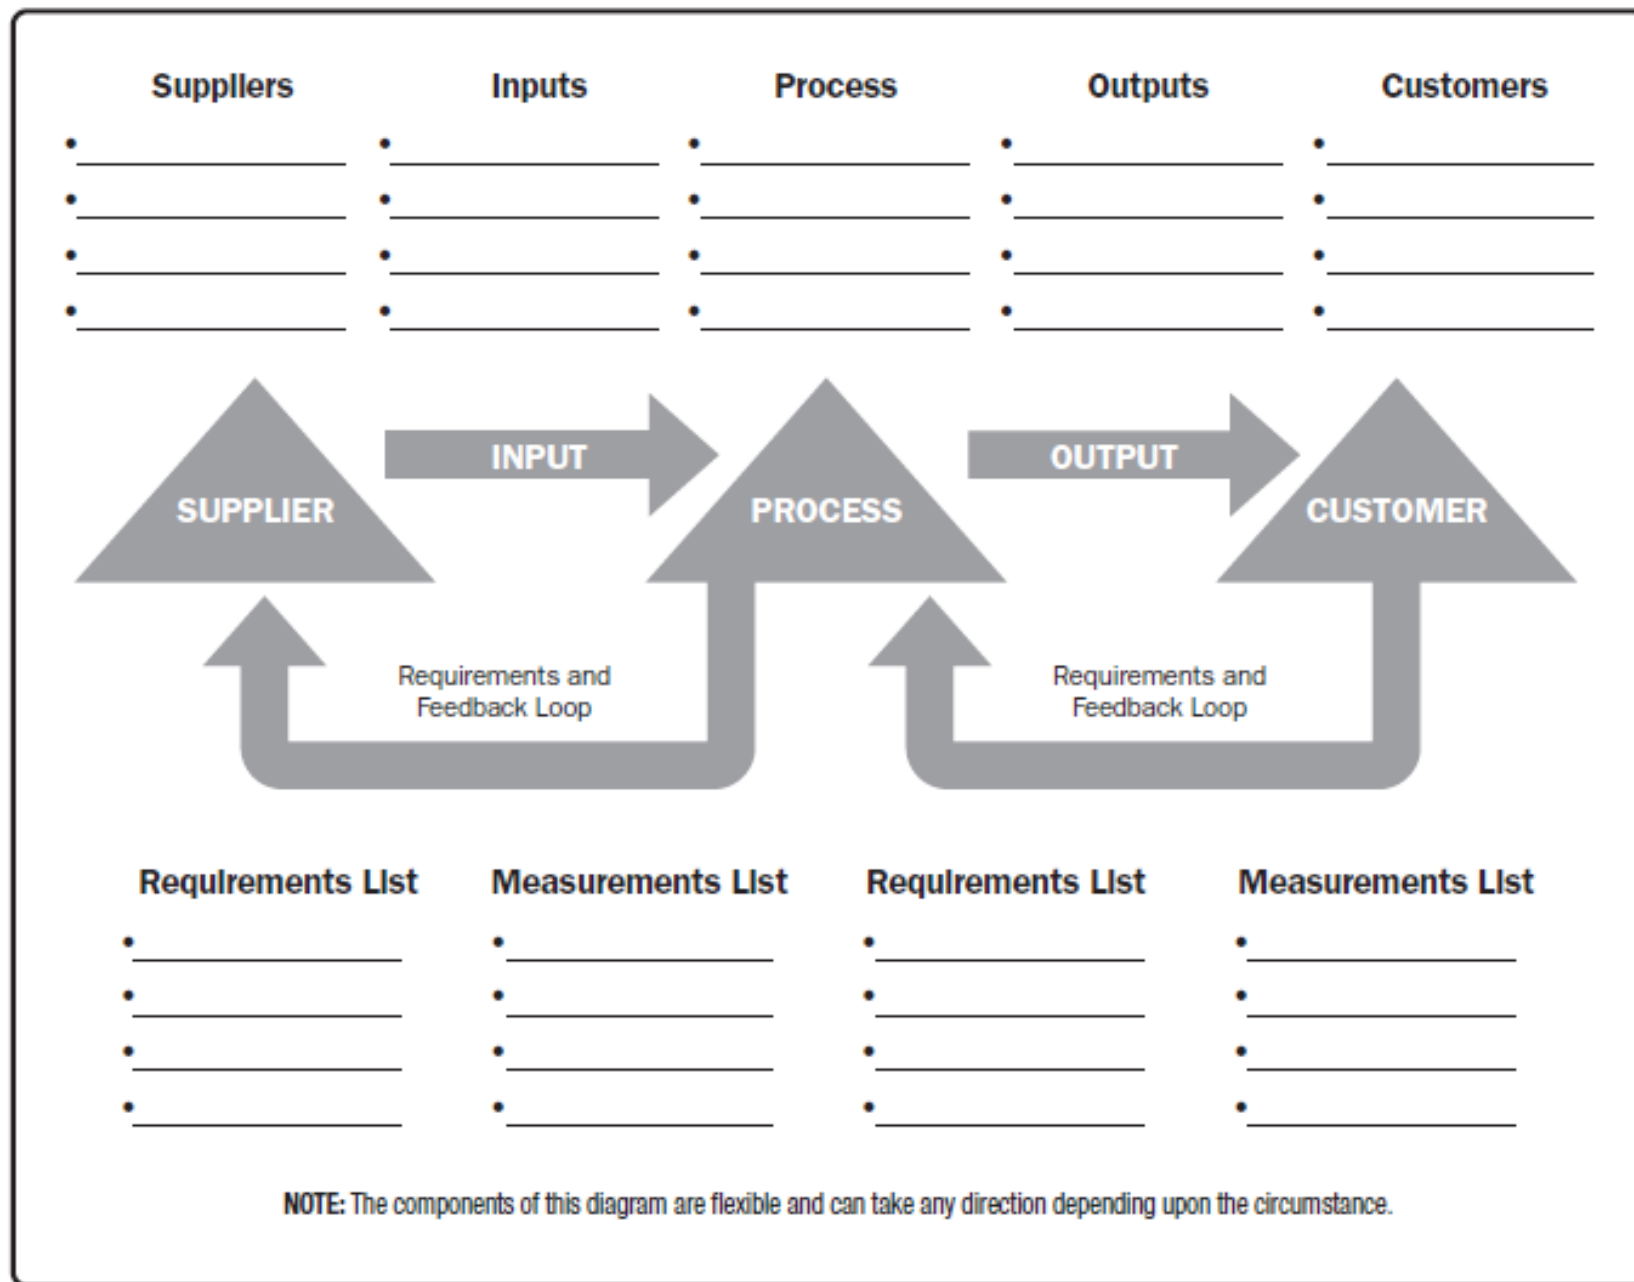 Suppliers
Inputs
Process
Outputs
Customers
INPUT
OUTPUT
SUPPLIER
PROCESS
CUSTOMER
Requirements and
Feedback Loop
Requirements and
Feedback Loop
Requirements List
Measurements List
Requirements List
Measurements List
NOTE: The components of this diagram are flexible and can take any direction depending upon the circumstance.